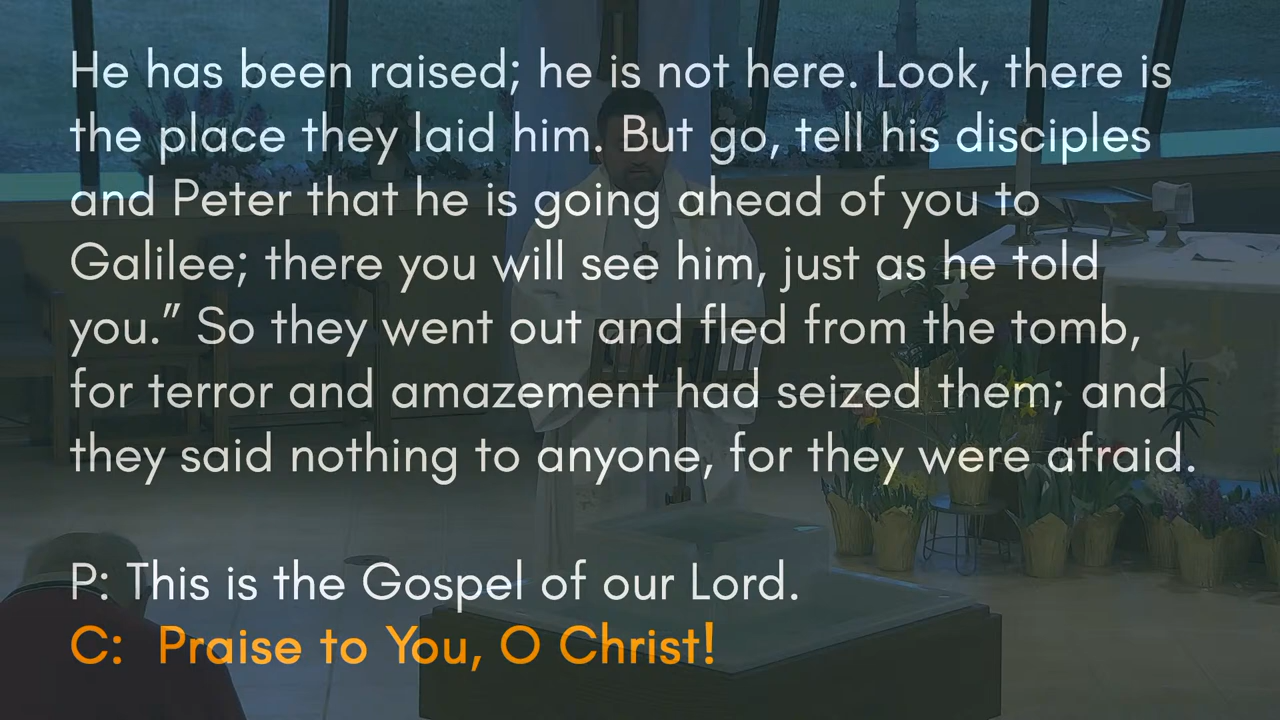 He has been raised; he is not here. Look, there is
the place they laid him. But go, tell his disciples
and Peter that he is going ahead of you to
Galilee; there you will see him, just as he told
you.” So they went out and fled from the tomb,
for terror and amazement had seized them; and
they said nothing to anyone, for they were afraid.
P: This is the Gospel of our Lord.
C: Praise to You, O Christ!